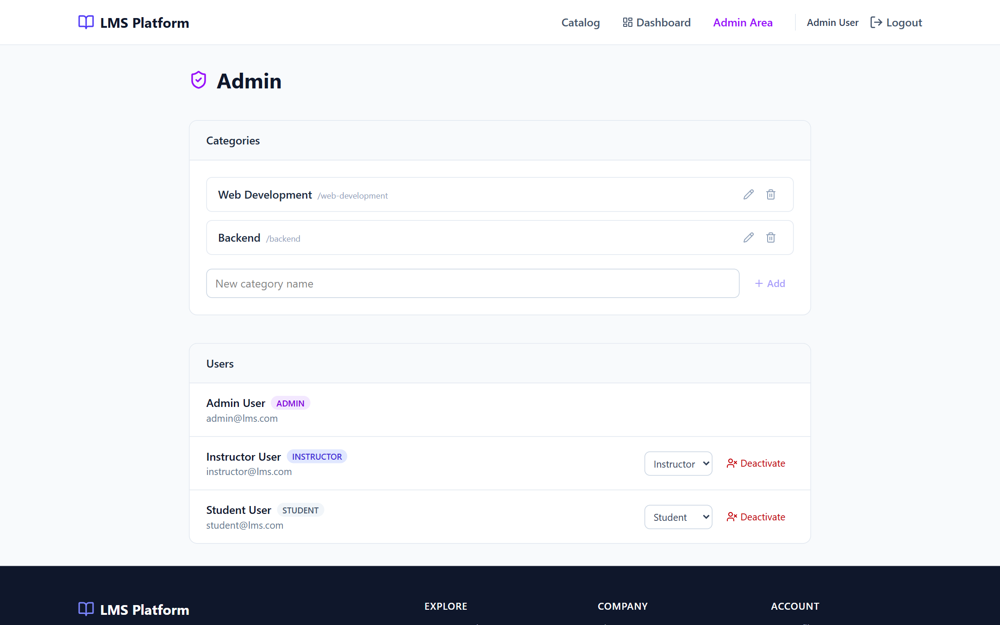 LMS Platform
Catalog
Dashboard
Admin Area
Admin User
Logout
Admin
Categories
Web Development /web-development
Backend /backend
New category name
+ Add
Users
Admin User ADMIN
admin@lms.com
Instructor User INSTRUCTOR
instructor@lms.com
Instructor
Deactivate
Student User STUDENT
student@lms.com
Student
Deactivate
LMS Platform
EXPLORE
COMPANY
ACCOUNT